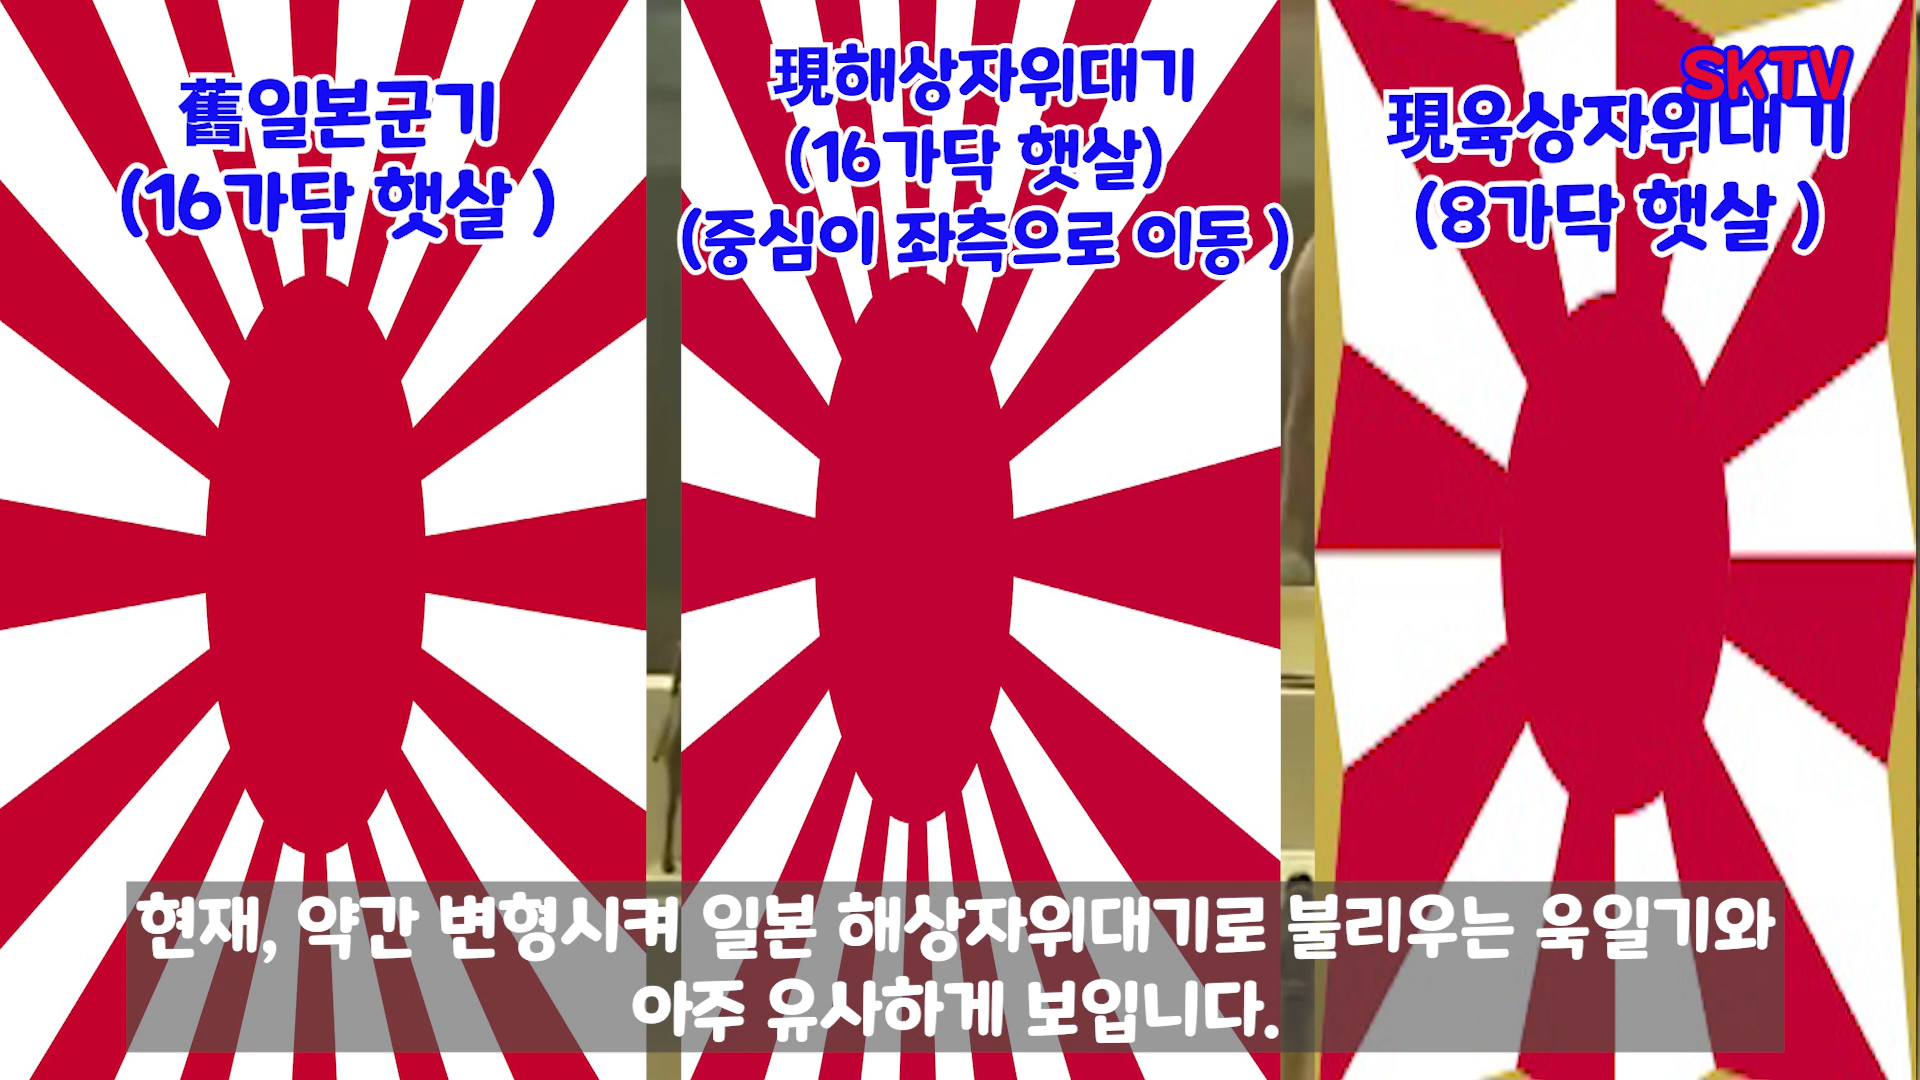 舊일본군기
(16가닥 햇살 )
現해상자위대기
(16가닥 햇살)
(중심이 좌측으로 이동 )
SKTV
現육상자위대기
(8가닥 햇살 )
현재, 약간 변형시켜 일본 해상자위대기로 불리우는 욱일기와
아주 유사하게 보입니다.